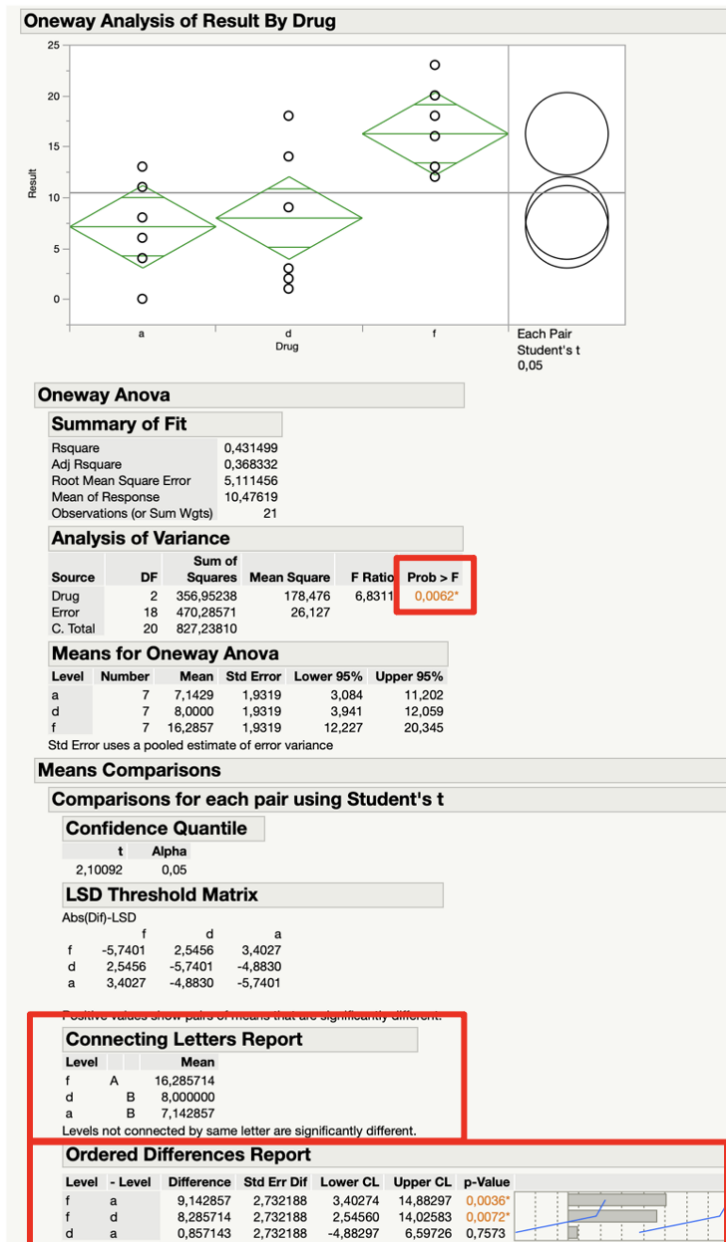 Oneway Analysis of Result By Drug
25
20
15
10
5
0
Result
a d f
Drug
Each Pair
Student's t
0,05
Oneway Anova
Summary of Fit
Rsquare 0,431499
Adj Rsquare 0,368332
Root Mean Square Error 5,111456
Mean of Response 10,47619
Observations (or Sum Wgts) 21
Analysis of Variance
Source DF Sum of Squares Mean Square F Ratio Prob > F
Drug 2 356,95238 178,476 6,8311 0,0062*
Error 18 470,28571 26,127
C. Total 20 827,23810
Means for Oneway Anova
Level Number Mean Std Error Lower 95% Upper 95%
a 7 7,1429 1,9319 3,084 11,202
d 7 8,0000 1,9319 3,941 12,059
f 7 16,2857 1,9319 12,227 20,345
Std Error uses a pooled estimate of error variance
Means Comparisons
Comparisons for each pair using Student's t
Confidence Quantile
t Alpha
2,10092 0,05
LSD Threshold Matrix
Abs(Dif)-LSD
f d a
f -5,7401 2,5456 3,4027
d 2,5456 -5,7401 -4,8830
a 3,4027 -4,8830 -5,7401
Positive values show pairs of means that are significantly different.
Connecting Letters Report
Level Mean
f A 16,285714
d B 8,000000
a B 7,142857
Levels not connected by same letter are significantly different.
Ordered Differences Report
Level - Level Difference Std Err Dif Lower CL Upper CL p-Value
f a 9,142857 2,732188 3,40274 14,88297 0,0036*
f d 8,285714 2,732188 2,54560 14,02583 0,0072*
d a 0,857143 2,732188 -4,88297 6,59726 0,7573